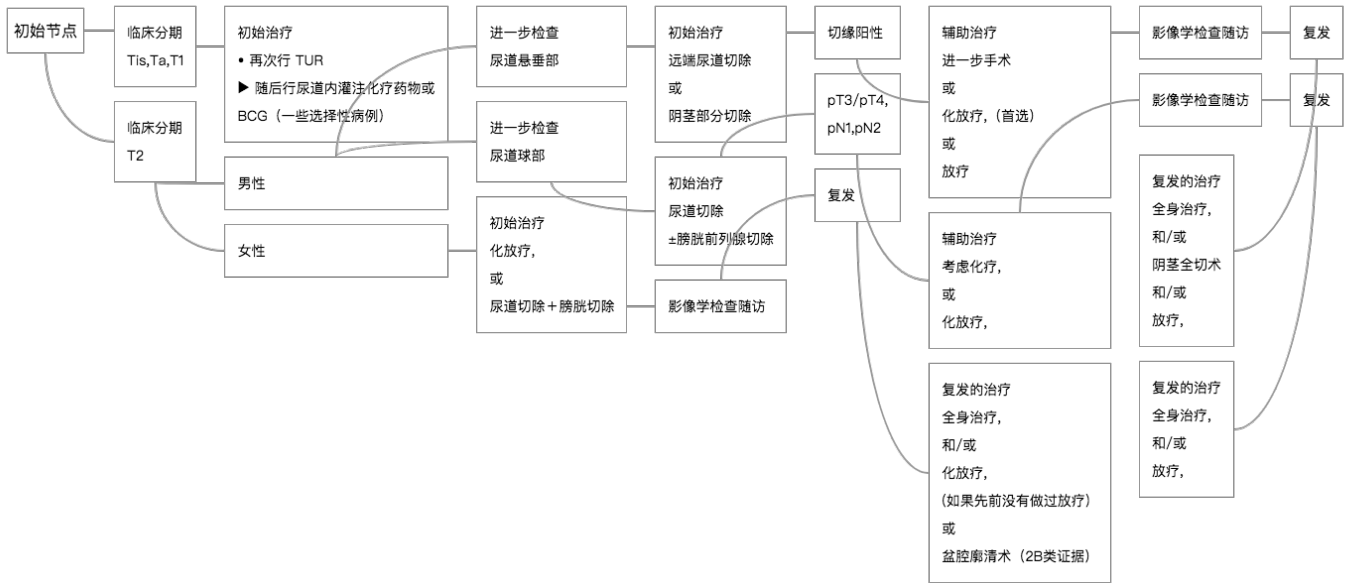 初始节点
临床分期
Tis,Ta,T1
临床分期
T2
初始治疗
• 再次行 TUR
▶ 随后行尿道内灌注化疗药物或
BCG（一些选择性病例）
男性
女性
进一步检查
尿道悬垂部
进一步检查
尿道球部
初始治疗
化放疗，
或
尿道切除＋膀胱切除
初始治疗
远端尿道切除
或
阴茎部分切除
初始治疗
尿道切除
±膀胱前列腺切除
影像学检查随访
切缘阳性
pT3/pT4,
pN1,pN2
复发
辅助治疗
进一步手术
或
化放疗，（首选）
或
放疗
辅助治疗
考虑化疗，
或
化放疗，
复发的治疗
全身治疗，
和/或
化放疗，
（如果先前没有做过放疗）
或
盆腔廓清术（2B类证据）
影像学检查随访
影像学检查随访
复发的治疗
全身治疗，
和/或
阴茎全切术
和/或
放疗，
复发的治疗
全身治疗，
和/或
放疗，
复发
复发